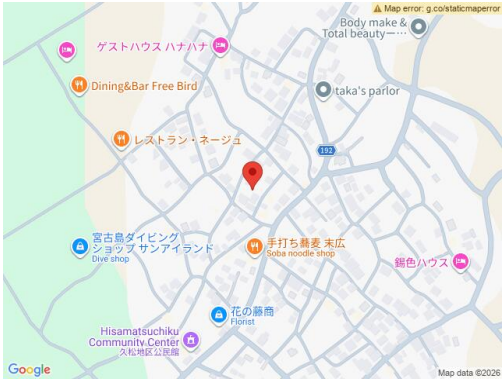 Map error: g.co/staticmaperror
Body make &
Total beautyー…
ゲストハウス ハナハナ
Dining&Bar Free Bird
taka's parlor
レストラン・ネージュ
192
宮古島ダイビング
ショップ サンアイランド
Dive shop
手打ち蕎麦 末広
Soba noodle shop
錫色ハウス
花の藤商
Florist
Hisamatsuchiku
Community Center
久松地区公民館
Google
Map data ©2026